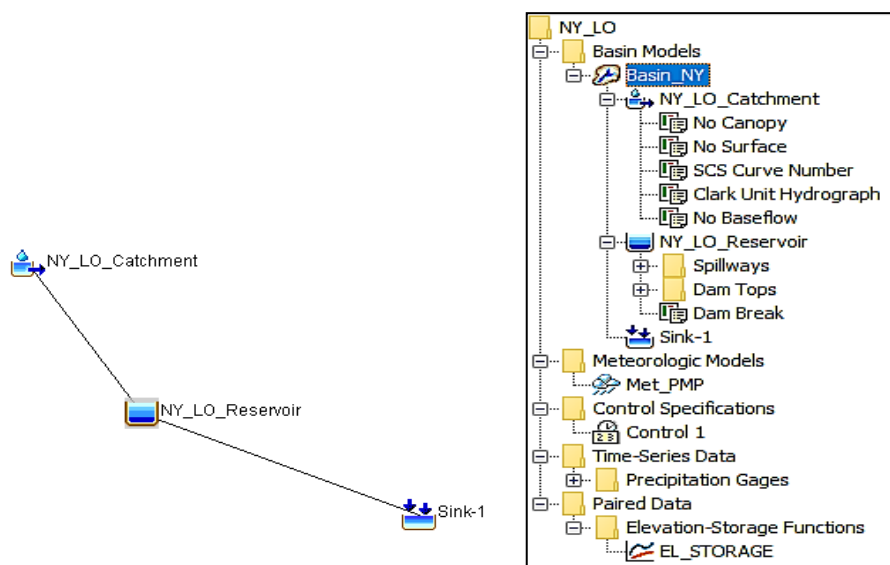 NY_LO_Catchment
NY_LO_Reservoir
Sink-1
NY_LO
Basin Models
Basin_NY
NY_LO_Catchment
No Canopy
No Surface
SCS Curve Number
Clark Unit Hydrograph
No Baseflow
NY_LO_Reservoir
Spillways
Dam Tops
Dam Break
Sink-1
Meteorologic Models
Met_PMP
Control Specifications
Control 1
Time-Series Data
Precipitation Gages
Paired Data
Elevation-Storage Functions
EL_STORAGE